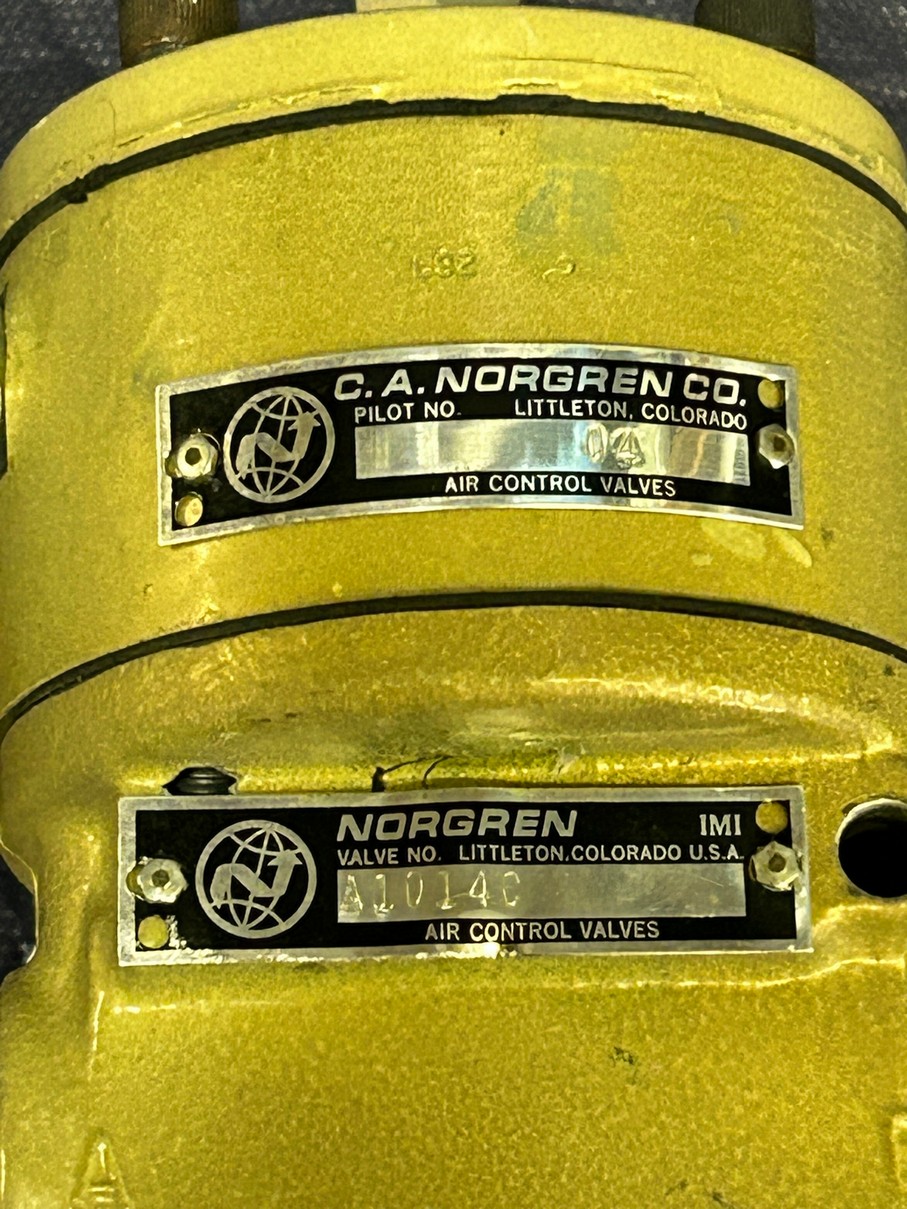 C. A. NORGREN CO.
PILOT NO. LITTLETON, COLORADO
04
AIR CONTROL VALVES
NORGREN IMI
VALVE NO. LITTLETON, COLORADO U.S.A.
A1014C
AIR CONTROL VALVES